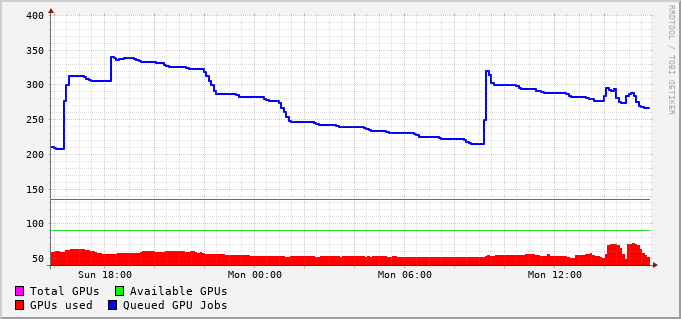 400
350
300
250
200
150
100
50
Sun 18:00 Mon 00:00 Mon 06:00 Mon 12:00
Total GPUs Available GPUs
GPUs used Queued GPU Jobs
RRDTOOL / TOBI OETIKER